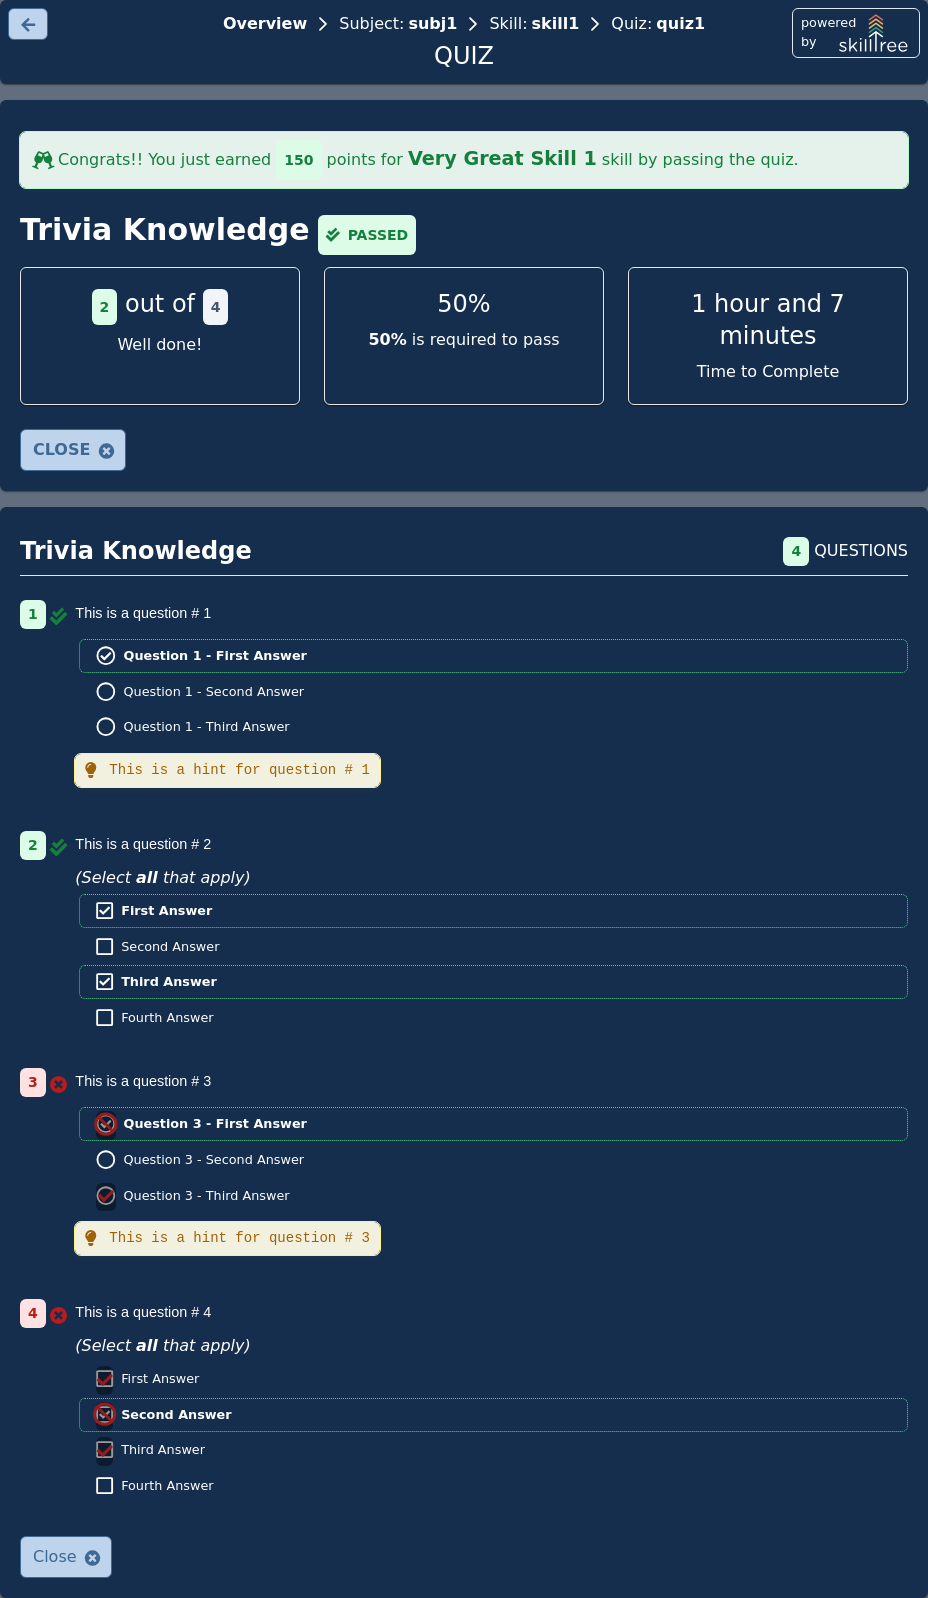 Overview > Subject: subj1 > Skill: skill1 > Quiz: quiz1
QUIZ
powered by skilltree
Congrats!! You just earned 150 points for Very Great Skill 1 skill by passing the quiz.
Trivia Knowledge PASSED
2 out of 4
Well done!
50%
50% is required to pass
1 hour and 7
minutes
Time to Complete
CLOSE
Trivia Knowledge
4 QUESTIONS
1 This is a question # 1
Question 1 - First Answer
Question 1 - Second Answer
Question 1 - Third Answer
This is a hint for question # 1
2 This is a question # 2
(Select all that apply)
First Answer
Second Answer
Third Answer
Fourth Answer
3 This is a question # 3
Question 3 - First Answer
Question 3 - Second Answer
Question 3 - Third Answer
This is a hint for question # 3
4 This is a question # 4
(Select all that apply)
First Answer
Second Answer
Third Answer
Fourth Answer
Close